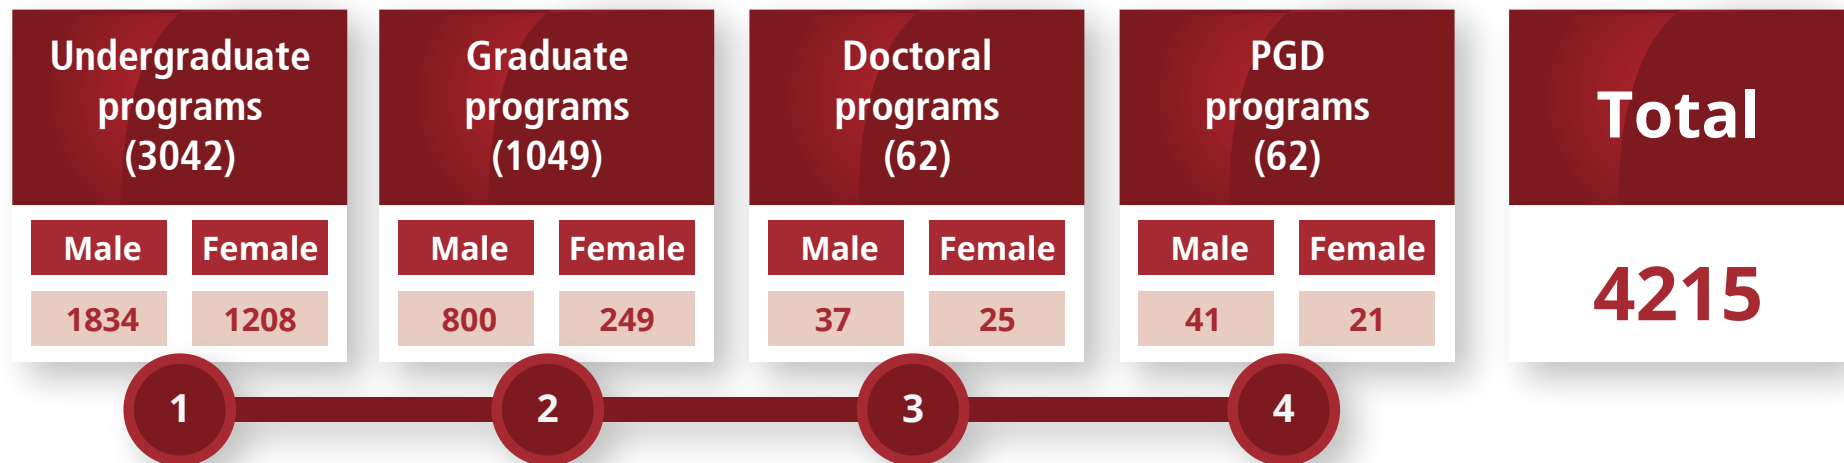 Undergraduate
programs
(3042)
Male Female
1834 1208
1
Graduate
programs
(1049)
Male Female
800 249
2
Doctoral
programs
(62)
Male Female
37 25
3
PGD
programs
(62)
Male Female
41 21
4
Total
4215